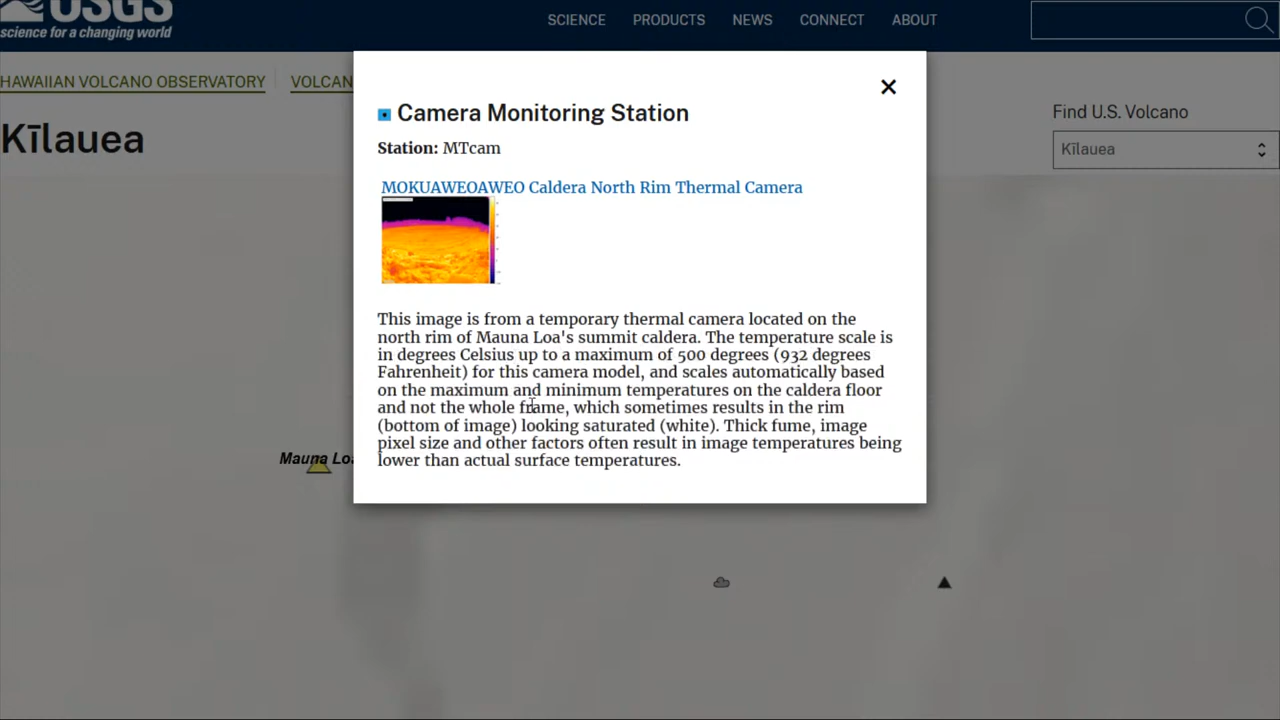 USGS
science for a changing world
SCIENCE PRODUCTS NEWS CONNECT ABOUT
HAWAIIAN VOLCANO OBSERVATORY VOLCAN
Kīlauea
Find U.S. Volcano
Kīlauea
Camera Monitoring Station
Station: MTcam
MOKUAWEOAWEO Caldera North Rim Thermal Camera
This image is from a temporary thermal camera located on the
north rim of Mauna Loa's summit caldera. The temperature scale is
in degrees Celsius up to a maximum of 500 degrees (932 degrees
Fahrenheit) for this camera model, and scales automatically based
on the maximum and minimum temperatures on the caldera floor
and not the whole frame, which sometimes results in the rim
(bottom of image) looking saturated (white). Thick fume, image
pixel size and other factors often result in image temperatures being
lower than actual surface temperatures.
Mauna Loa